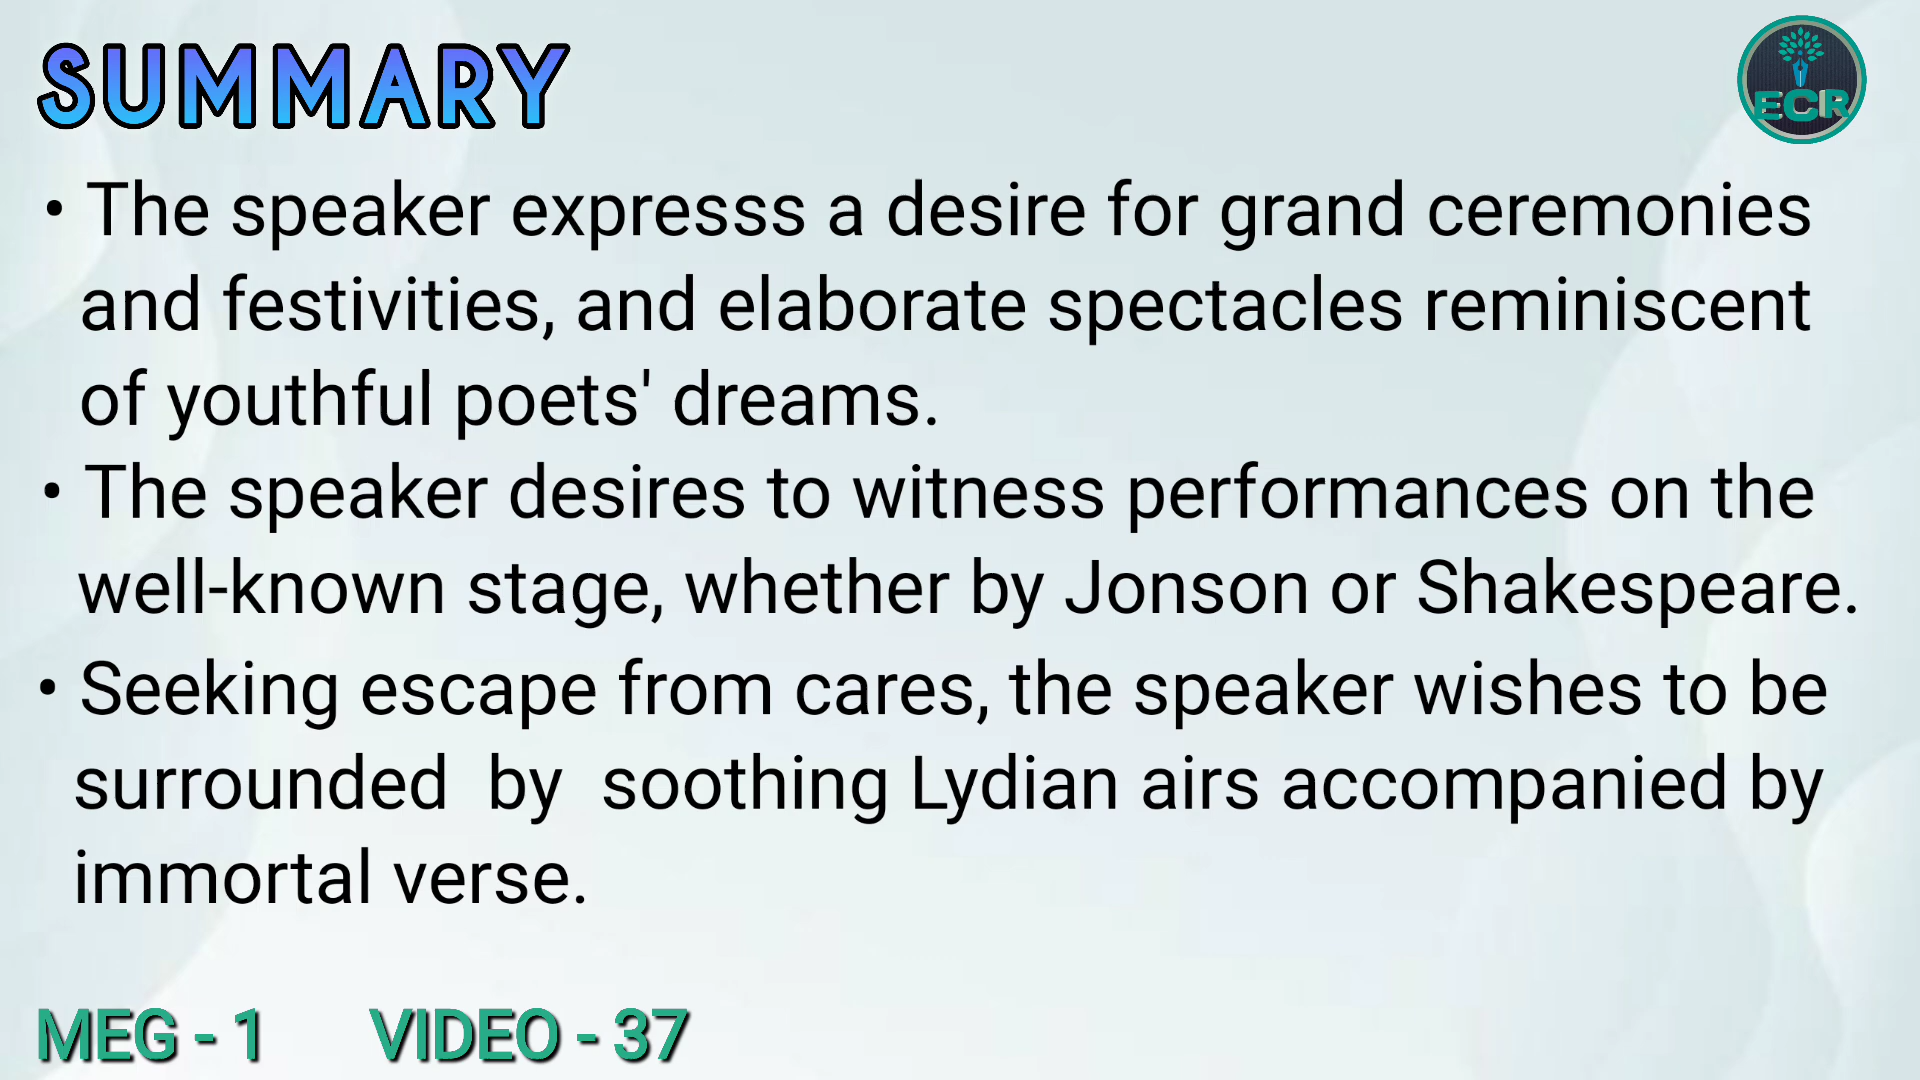 SUMMARY
ECR
• The speaker expresss a desire for grand ceremonies
and festivities, and elaborate spectacles reminiscent
of youthful poets' dreams.
• The speaker desires to witness performances on the
well-known stage, whether by Jonson or Shakespeare.
• Seeking escape from cares, the speaker wishes to be
surrounded by soothing Lydian airs accompanied by
immortal verse.
MEG - 1 VIDEO - 37